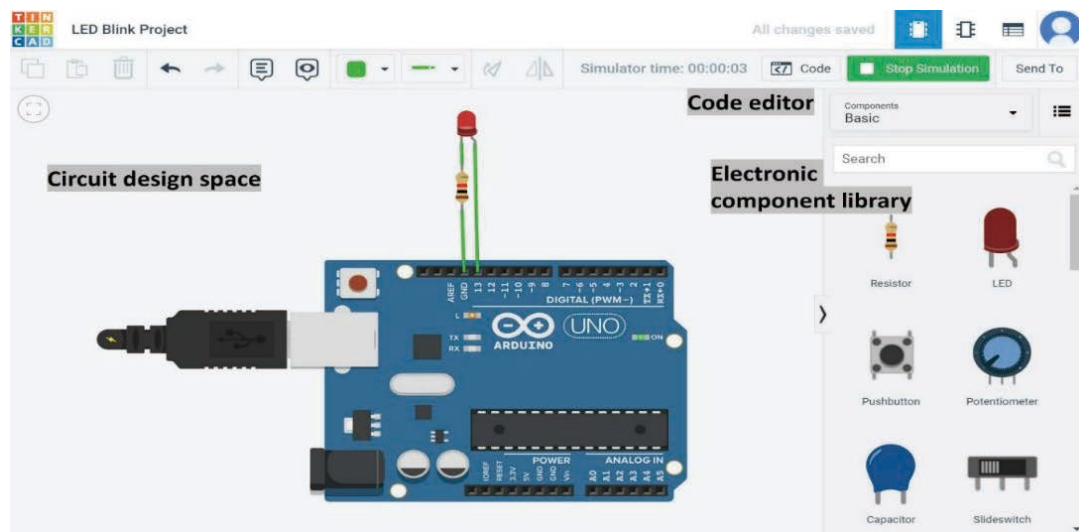 TIN
KER
CAD
LED Blink Project
All changes saved
Simulator time: 00:00:03
Code
Stop Simulation
Send To
Code editor
Components
Basic
Search
Circuit design space
Electronic
component library
Resistor
LED
Pushbutton
Potentiometer
Capacitor
Slideswitch
AREF
GND
13
12
~11
~10
~9
8
7
~6
~5
4
~3
2
TX→1
RX←0
DIGITAL (PWM~)
L
TX
RX
UNO
ARDUINO
ON
POWER
ANALOG IN
IOREF
RESET
3.3V
5V
GND
GND
Vin
A0
A1
A2
A3
A4
A5